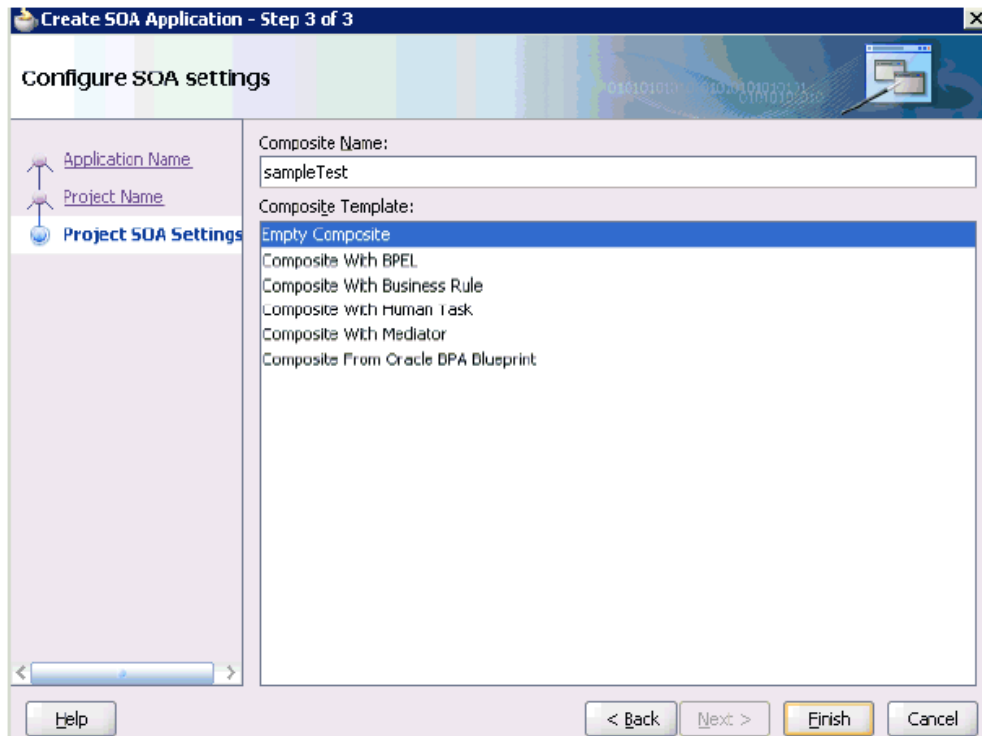 Create SOA Application - Step 3 of 3
Configure SOA settings
Application Name
Project Name
Project SOA Settings
Composite Name:
sampleTest
Composite Template:
Empty Composite
Composite With BPEL
Composite With Business Rule
Composite With Human Task
Composite With Mediator
Composite From Oracle BPA Blueprint
Help
< Back
Next >
Finish
Cancel